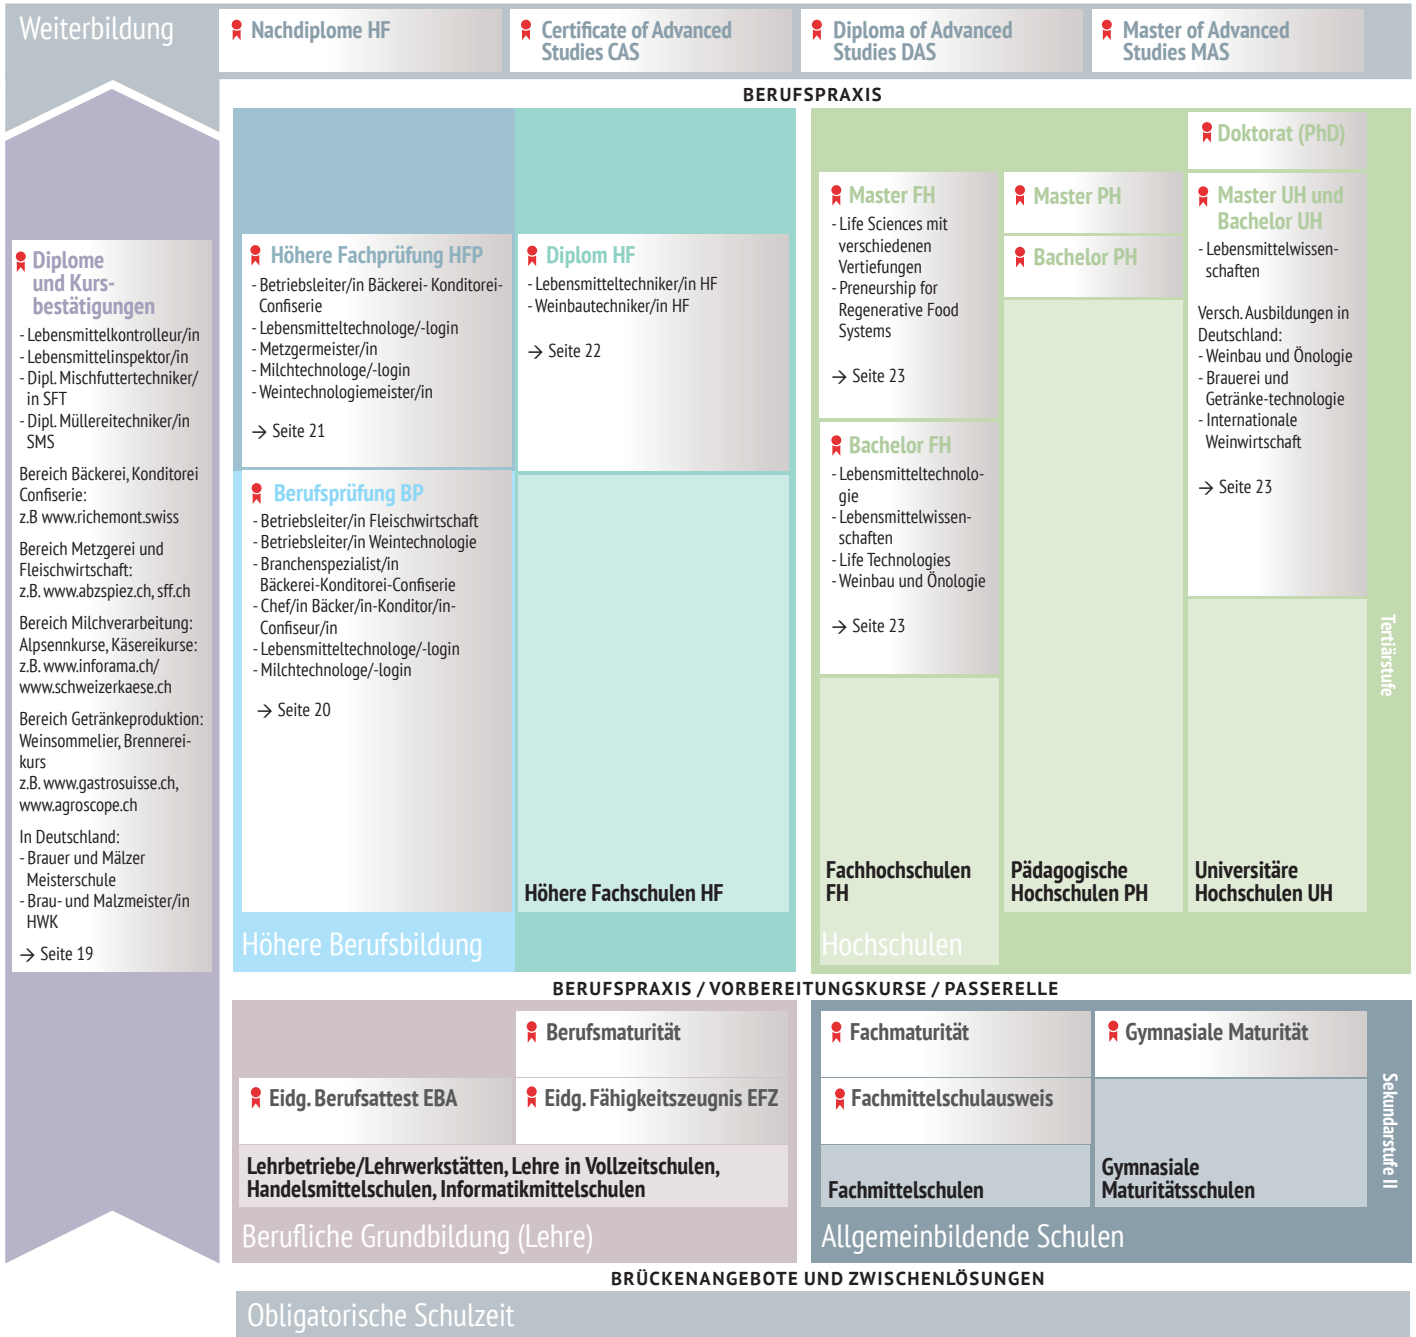 Weiterbildung
Nachdiplome HF
Certificate of Advanced
Studies CAS
Diploma of Advanced
Studies DAS
Master of Advanced
Studies MAS
BERUFSPRAXIS
Diplome
und Kurs-
bestätigungen
- Lebensmittelkontrolleur/in
- Lebensmittelinspektor/in
- Dipl. Mischfuttertechniker/
in SFT
- Dipl. Müllereitechniker/in
SMS
Bereich Bäckerei, Konditorei
Confiserie:
z.B www.richemont.swiss
Bereich Metzgerei und
Fleischwirtschaft:
z.B. www.abzspiez.ch, sff.ch
Bereich Milchverarbeitung:
Alpsennkurse, Käsereikurse:
z.B. www.inforama.ch/
www.schweizerkaese.ch
Bereich Getränkeproduktion:
Weinsommelier, Brennerei-
kurs
z.B. www.gastrosuisse.ch,
www.agroscope.ch
In Deutschland:
- Brauer und Mälzer
Meisterschule
- Brau- und Malzmeister/in
HWK
→ Seite 19
Höhere Fachprüfung HFP
- Betriebsleiter/in Bäckerei- Konditorei-
Confiserie
- Lebensmitteltechnologe/-login
- Metzgermeister/in
- Milchtechnologe/-login
- Weintechnologiemeister/in
→ Seite 21
Berufsprüfung BP
- Betriebsleiter/in Fleischwirtschaft
- Betriebsleiter/in Weintechnologie
- Branchenspezialist/in
Bäckerei-Konditorei-Confiserie
- Chef/in Bäcker/in-Konditor/in-
Confiseur/in
- Lebensmitteltechnologe/-login
- Milchtechnologe/-login
→ Seite 20
Höhere Berufsbildung
Diplom HF
- Lebensmitteltechniker/in HF
- Weinbautechniker/in HF
→ Seite 22
Höhere Fachschulen HF
Master FH
- Life Sciences mit
verschiedenen
Vertiefungen
- Preneurship for
Regenerative Food
Systems
→ Seite 23
Bachelor FH
- Lebensmitteltechnolo-
gie
- Lebensmittelwissen-
schaften
- Life Technologies
- Weinbau und Önologie
→ Seite 23
Fachhochschulen
FH
Hochschulen
Master PH
Bachelor PH
Pädagogische
Hochschulen PH
Doktorat (PhD)
Master UH und
Bachelor UH
- Lebensmittelwissen-
schaften
Versch. Ausbildungen in
Deutschland:
- Weinbau und Önologie
- Brauerei und
Getränke-technologie
- Internationale
Weinwirtschaft
→ Seite 23
Universitäre
Hochschulen UH
Tertiärstufe
BERUFSPRAXIS / VORBEREITUNGSKURSE / PASSERELLE
Berufsmaturität
Eidg. Berufsattest EBA
Eidg. Fähigkeitszeugnis EFZ
Lehrbetriebe/Lehrwerkstätten, Lehre in Vollzeitschulen,
Handelsmittelschulen, Informatikmittelschulen
Berufliche Grundbildung (Lehre)
Fachmaturität
Fachmittelschulausweis
Fachmittelschulen
Gymnasiale Maturität
Gymnasiale
Maturitätsschulen
Allgemeinbildende Schulen
Sekundarstufe II
BRÜCKENANGEBOTE UND ZWISCHENLÖSUNGEN
Obligatorische Schulzeit